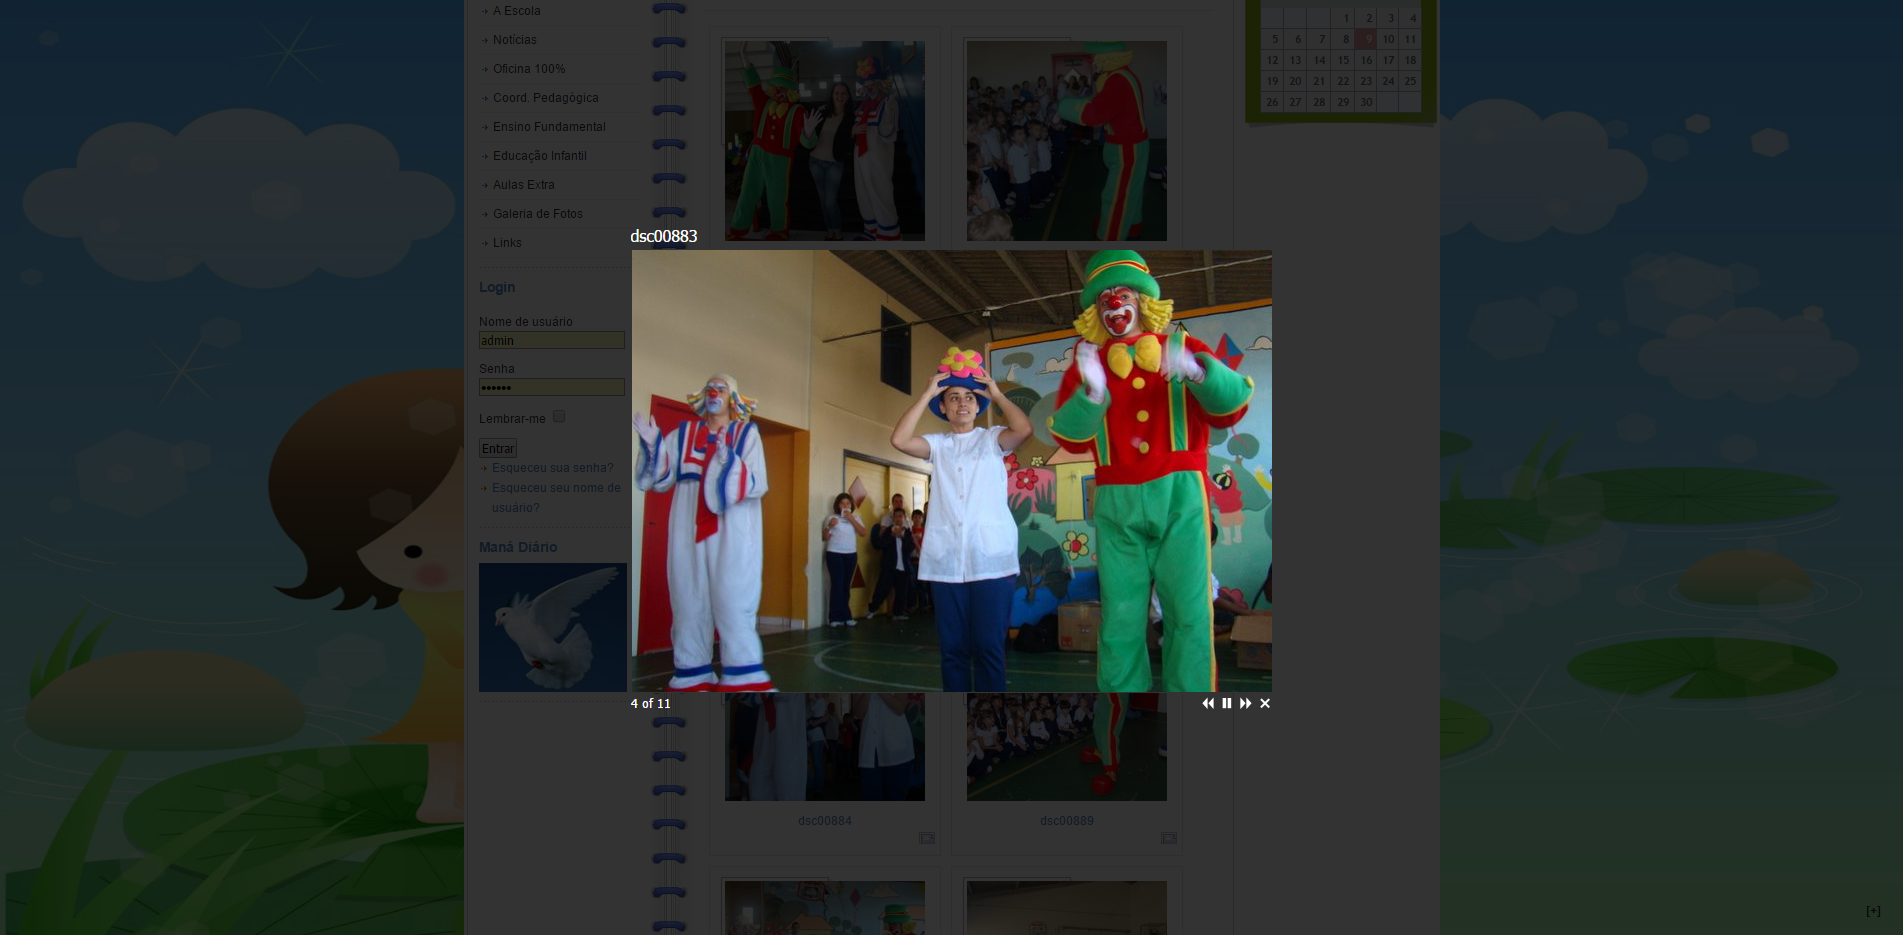 A Escola
Notícias
Oficina 100%
Coord. Pedagógica
Ensino Fundamental
Educação Infantil
Aulas Extra
Galeria de Fotos
Links
Login
Nome de usuário
admin
Senha
••••••
Lembrar-me
Entrar
Esqueceu sua senha?
Esqueceu seu nome de
usuário?
Maná Diário
dsc00883
4 of 11
dsc00884
dsc00889
1 2 3 4
5 6 7 8 9 10 11
12 13 14 15 16 17 18
19 20 21 22 23 24 25
26 27 28 29 30
[+]